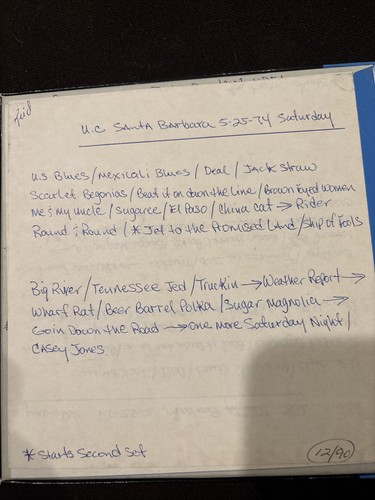 U.C Santa Barbara 5-25-74 Saturday
U.S. Blues/Mexicali Blues/Deal/Jack Straw
Scarlet Begonias/Beat it on down the Line/Brown Eyed Women
Me & My Uncle/Sugaree/El Paso/China Cat → Rider
Round & Round/*Jet to the Promised Land/Ship of Fools
Big River/Tennessee Jed/Truckin → Weather Report →
Wharf Rat/Beer Barrel Polka/Sugar Magnolia →
Goin Down the Road → One More Saturday Night/
Casey Jones
*Starts Second Set
12/90